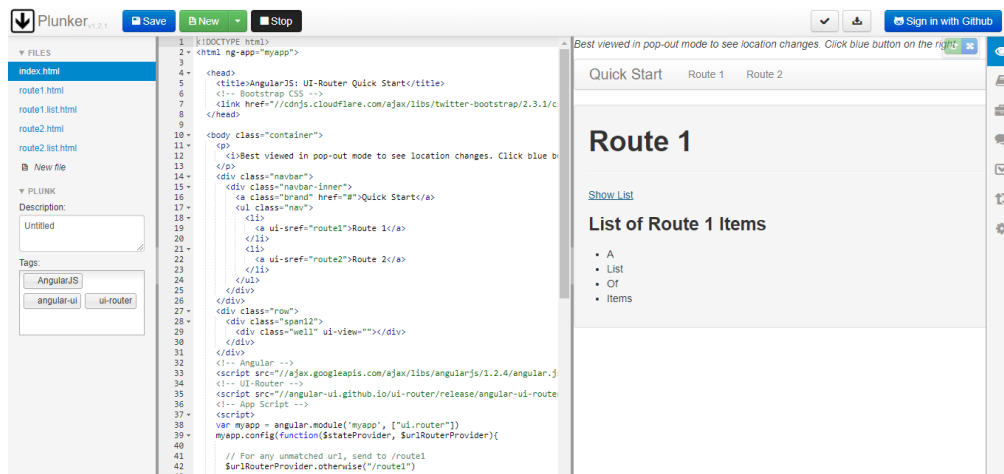 Plunker v1.2.1
Save
New
Stop
Sign in with Github
FILES
index.html
route1.html
route1.list.html
route2.html
route2.list.html
New file
PLUNK
Description:
Untitled
Tags:
AngularJS
angular-ui
ui-router
1 <!DOCTYPE html>
2 <html ng-app="myapp">
3
4 <head>
5 <title>AngularJS: UI-Router Quick Start</title>
6 <!-- Bootstrap CSS -->
7 <link href="//cdnjs.cloudflare.com/ajax/libs/twitter-bootstrap/2.3.1/c
8 </head>
9
10 <body class="container">
11 <p>
12 <i>Best viewed in pop-out mode to see location changes. Click blue bu
13 </p>
14 <div class="navbar">
15 <div class="navbar-inner">
16 <a class="brand" href="#">Quick Start</a>
17 <ul class="nav">
18 <li>
19 <a ui-sref="route1">Route 1</a>
20 </li>
21 <li>
22 <a ui-sref="route2">Route 2</a>
23 </li>
24 </ul>
25 </div>
26 </div>
27 <div class="row">
28 <div class="span12">
29 <div class="well" ui-view=""></div>
30 </div>
31 </div>
32 <!-- Angular -->
33 <script src="//ajax.googleapis.com/ajax/libs/angularjs/1.2.4/angular.js
34 <!-- UI-Router -->
35 <script src="//angular-ui.github.io/ui-router/release/angular-ui-route
36 <!-- App Script -->
37 <script>
38 var myapp = angular.module('myapp', ["ui.router"])
39 myapp.config(function($stateProvider, $urlRouterProvider){
40
41 // For any unmatched url, send to /route1
42 $urlRouterProvider.otherwise("/route1")
Best viewed in pop-out mode to see location changes. Click blue button on the right.
Quick Start
Route 1
Route 2
Route 1
Show List
List of Route 1 Items
A
List
Of
Items